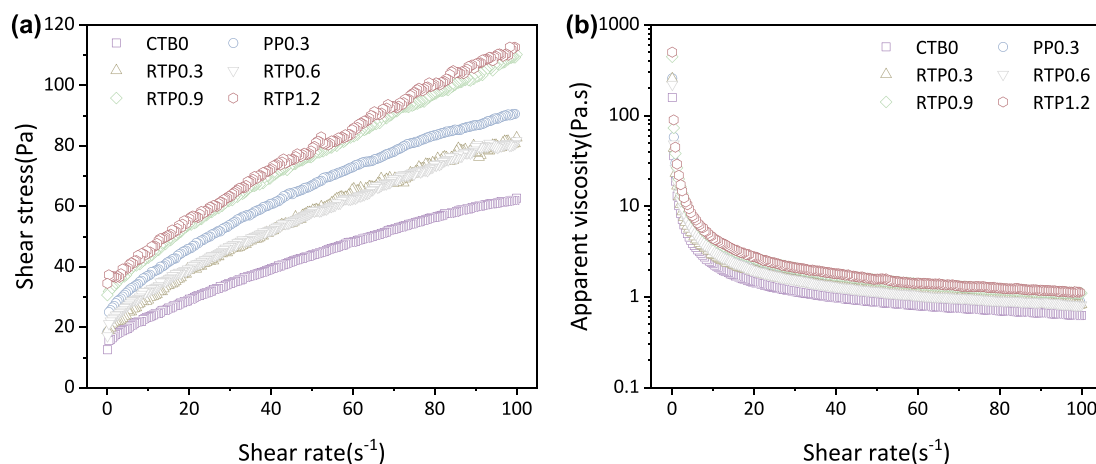 (a)
CTB0 PP0.3
RTP0.3 RTP0.6
RTP0.9 RTP1.2
120
100
80
60
40
20
0
0 20 40 60 80 100
Shear stress(Pa)
Shear rate(s⁻¹)
(b)
CTB0 PP0.3
RTP0.3 RTP0.6
RTP0.9 RTP1.2
1000
100
10
1
0.1
0 20 40 60 80 100
Apparent viscosity(Pa.s)
Shear rate(s⁻¹)